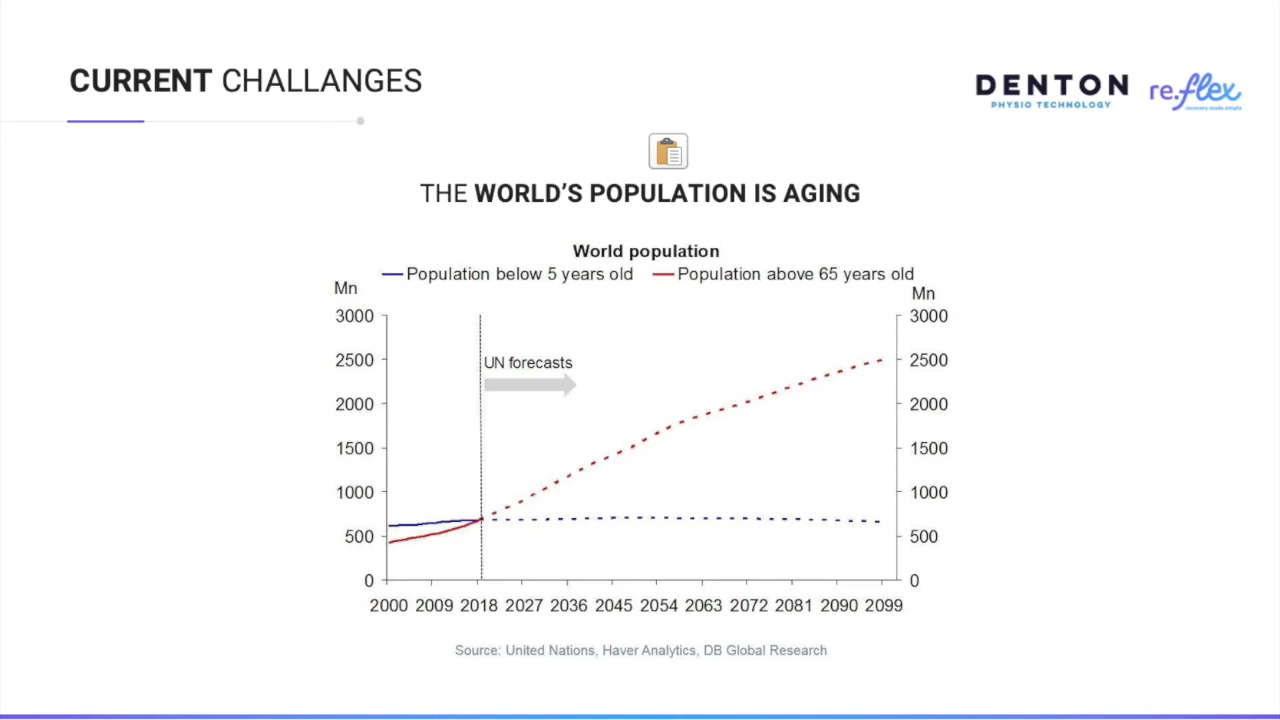 CURRENT CHALLANGES
DENTON
PHYSIO TECHNOLOGY
re.flex
recovery made simple
THE WORLD'S POPULATION IS AGING
World population
Population below 5 years old
Population above 65 years old
Mn
Mn
3000
3000
UN forecasts
2500
2500
2000
2000
1500
1500
1000
1000
500
500
0
0
2000 2009 2018 2027 2036 2045 2054 2063 2072 2081 2090 2099
Source: United Nations, Haver Analytics, DB Global Research